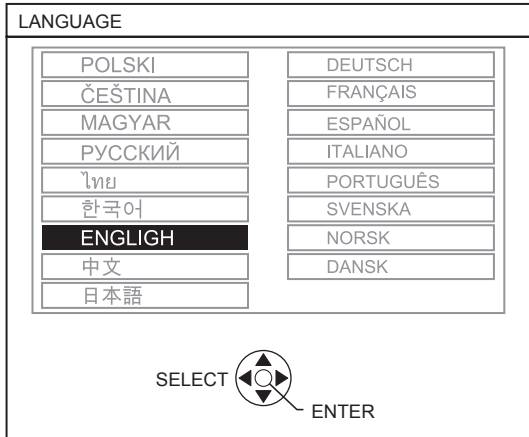 LANGUAGE
POLSKI
ČEŠTINA
MAGYAR
РУССКИЙ
ไทย
한국어
ENGLIGH
中文
日本語
DEUTSCH
FRANÇAIS
ESPAÑOL
ITALIANO
PORTUGUÊS
SVENSKA
NORSK
DANSK
SELECT
ENTER